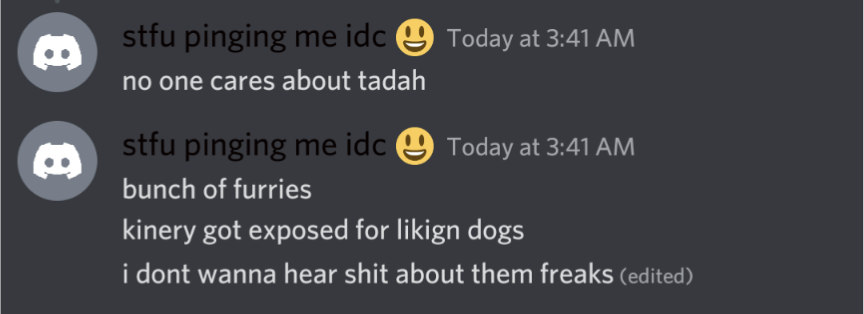 stfu pinging me idc 😃 Today at 3:41 AM
no one cares about tadah
stfu pinging me idc 😃 Today at 3:41 AM
bunch of furries
kinery got exposed for likign dogs
i dont wanna hear shit about them freaks (edited)